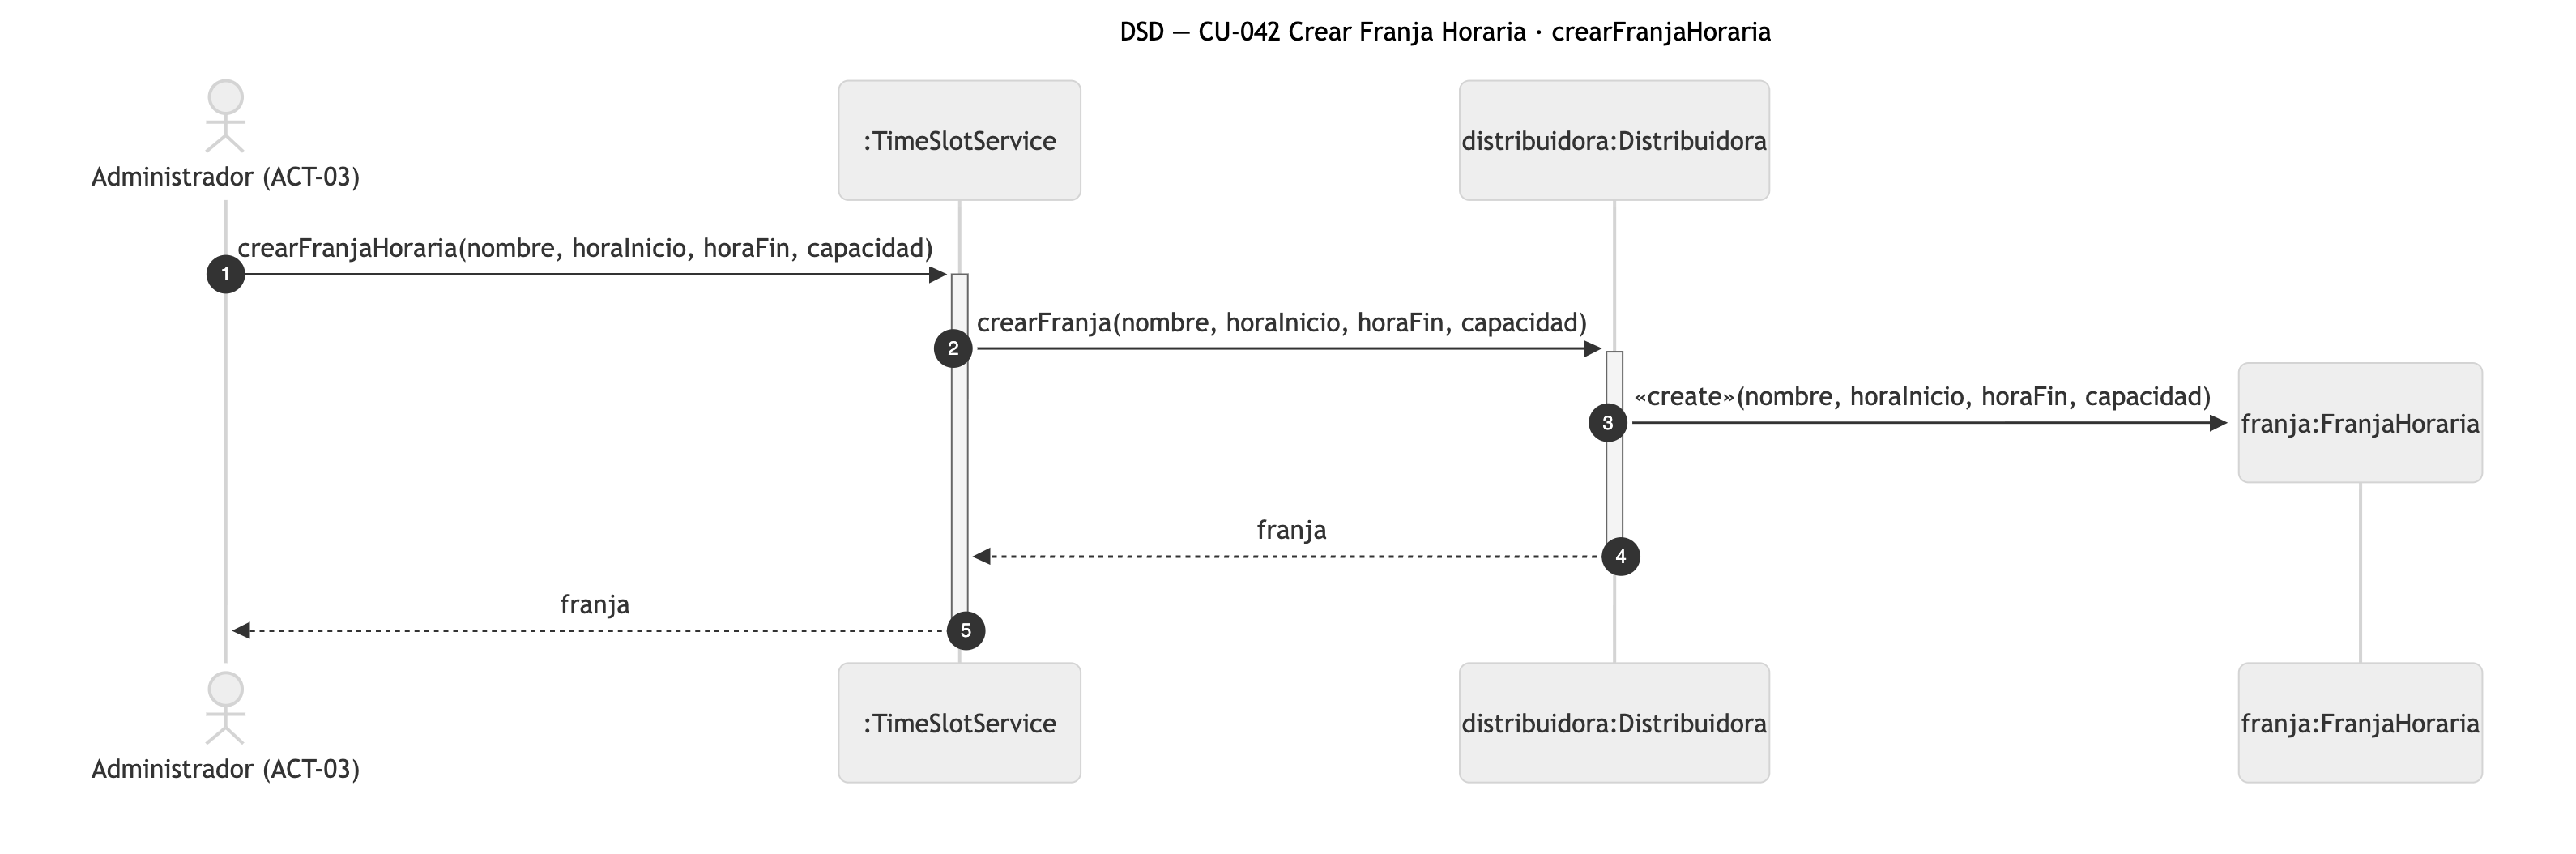 DSD — CU-042 Crear Franja Horaria · crearFranjaHoraria
Administrador (ACT-03)
:TimeSlotService
distribuidora:Distribuidora
crearFranjaHoraria(nombre, horaInicio, horaFin, capacidad)
1
crearFranja(nombre, horaInicio, horaFin, capacidad)
2
«create»(nombre, horaInicio, horaFin, capacidad)
3
franja:FranjaHoraria
franja
4
franja
5
Administrador (ACT-03)
:TimeSlotService
distribuidora:Distribuidora
franja:FranjaHoraria